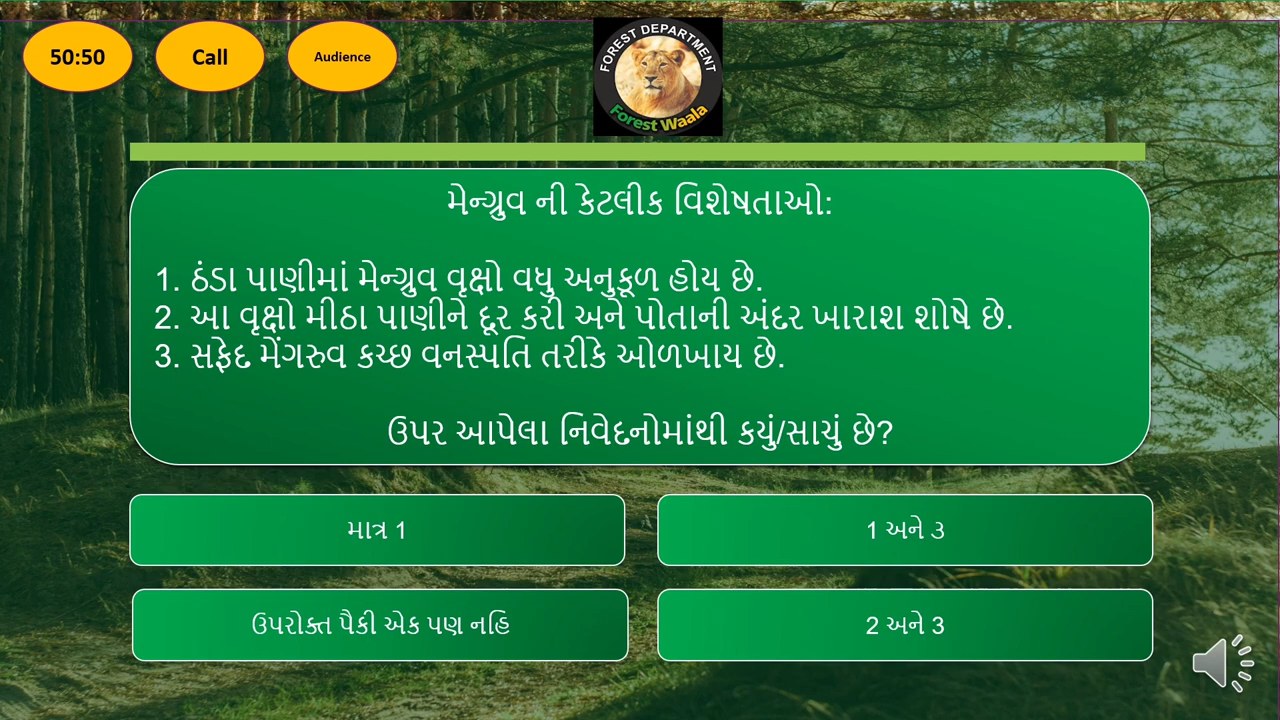 50:50
Call
Audience
FOREST DEPARTMENT
Forest Waala
મેન્ગ્રુવ ની કેટલીક વિશેષતાઓ:
1. ઠંડા પાણીમાં મેન્ગ્રુવ વૃક્ષો વધુ અનુકૂળ હોય છે.
2. આ વૃક્ષો મીઠા પાણીને દૂર કરી અને પોતાની અંદર ખારાશ શોષે છે.
3. સફેદ મેંગરુવ કચ્છ વનસ્પતિ તરીકે ઓળખાય છે.
ઉપર આપેલા નિવેદનોમાંથી કયું/સાચું છે?
માત્ર 1
1 અને ૩
ઉપરોક્ત પૈકી એક પણ નહિ
2 અને 3